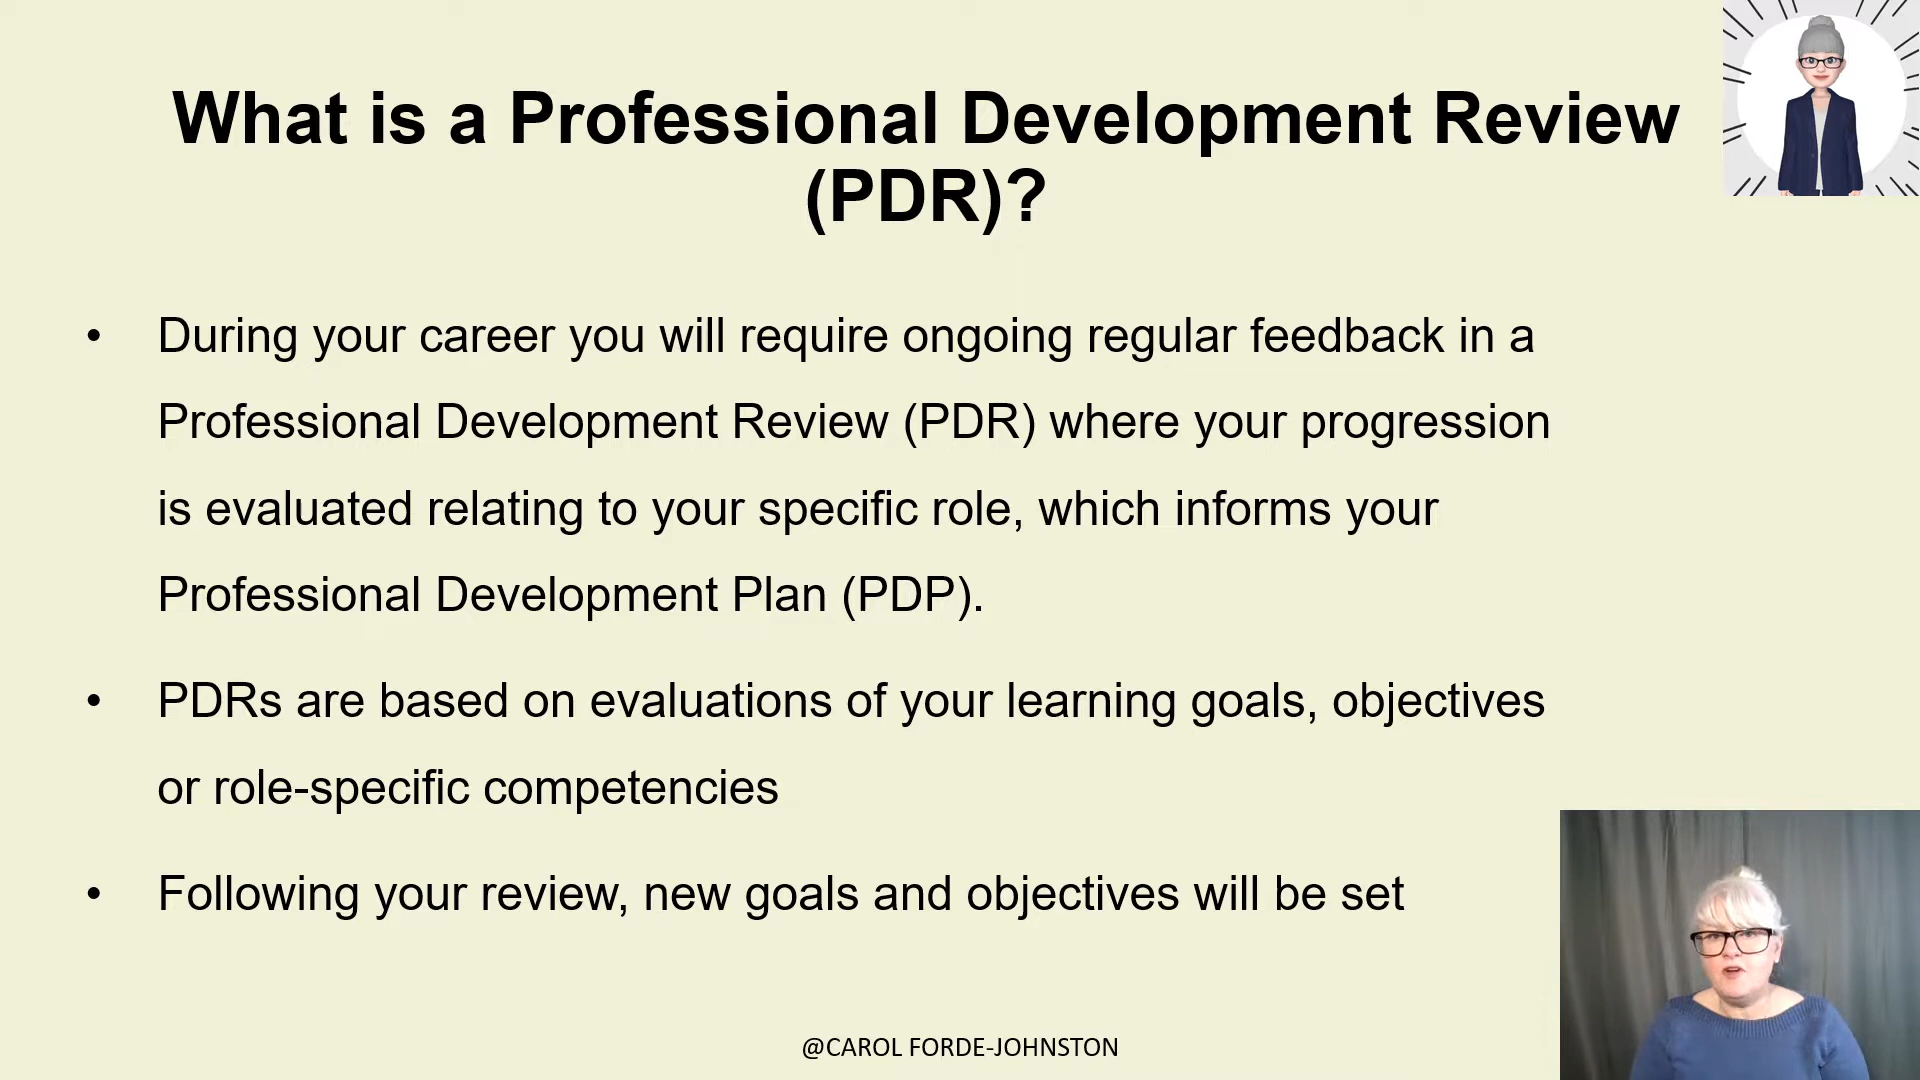 What is a Professional Development Review
(PDR)?
• During your career you will require ongoing regular feedback in a
Professional Development Review (PDR) where your progression
is evaluated relating to your specific role, which informs your
Professional Development Plan (PDP).
• PDRs are based on evaluations of your learning goals, objectives
or role-specific competencies
• Following your review, new goals and objectives will be set
@CAROL FORDE-JOHNSTON